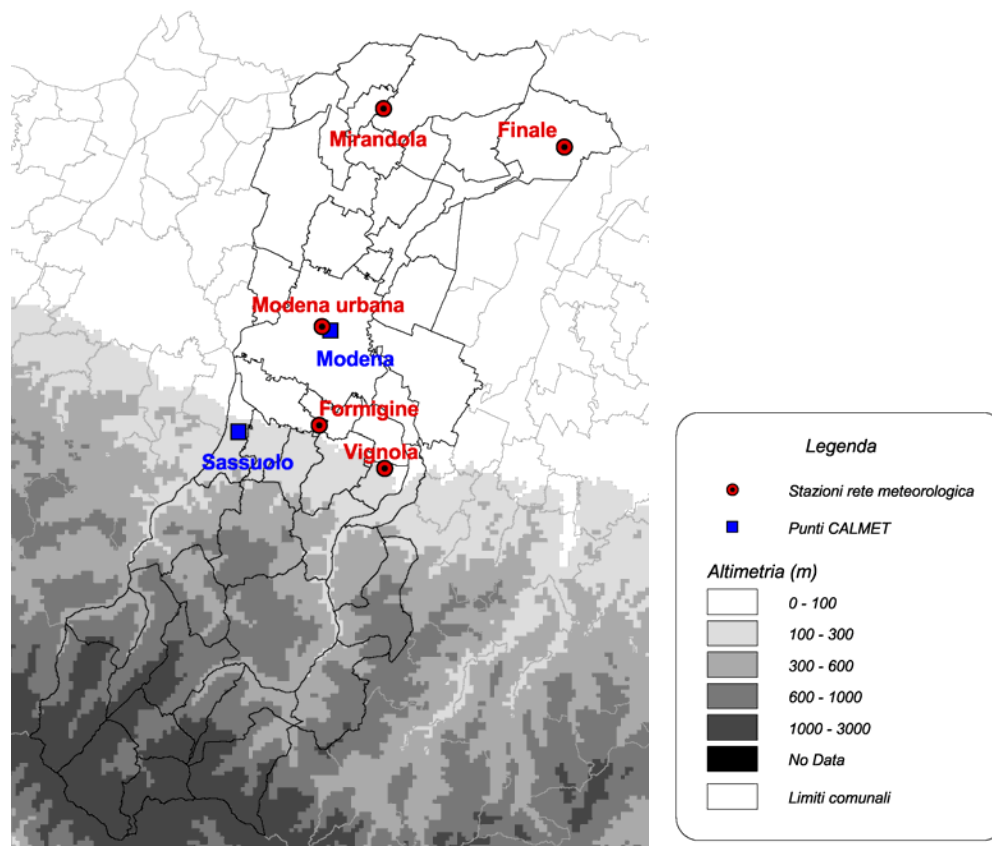 Mirandola
Finale
Modena urbana
Modena
Formigine
Sassuolo
Vignola
Legenda
Stazioni rete meteorologica
Punti CALMET
Altimetria (m)
0 - 100
100 - 300
300 - 600
600 - 1000
1000 - 3000
No Data
Limiti comunali